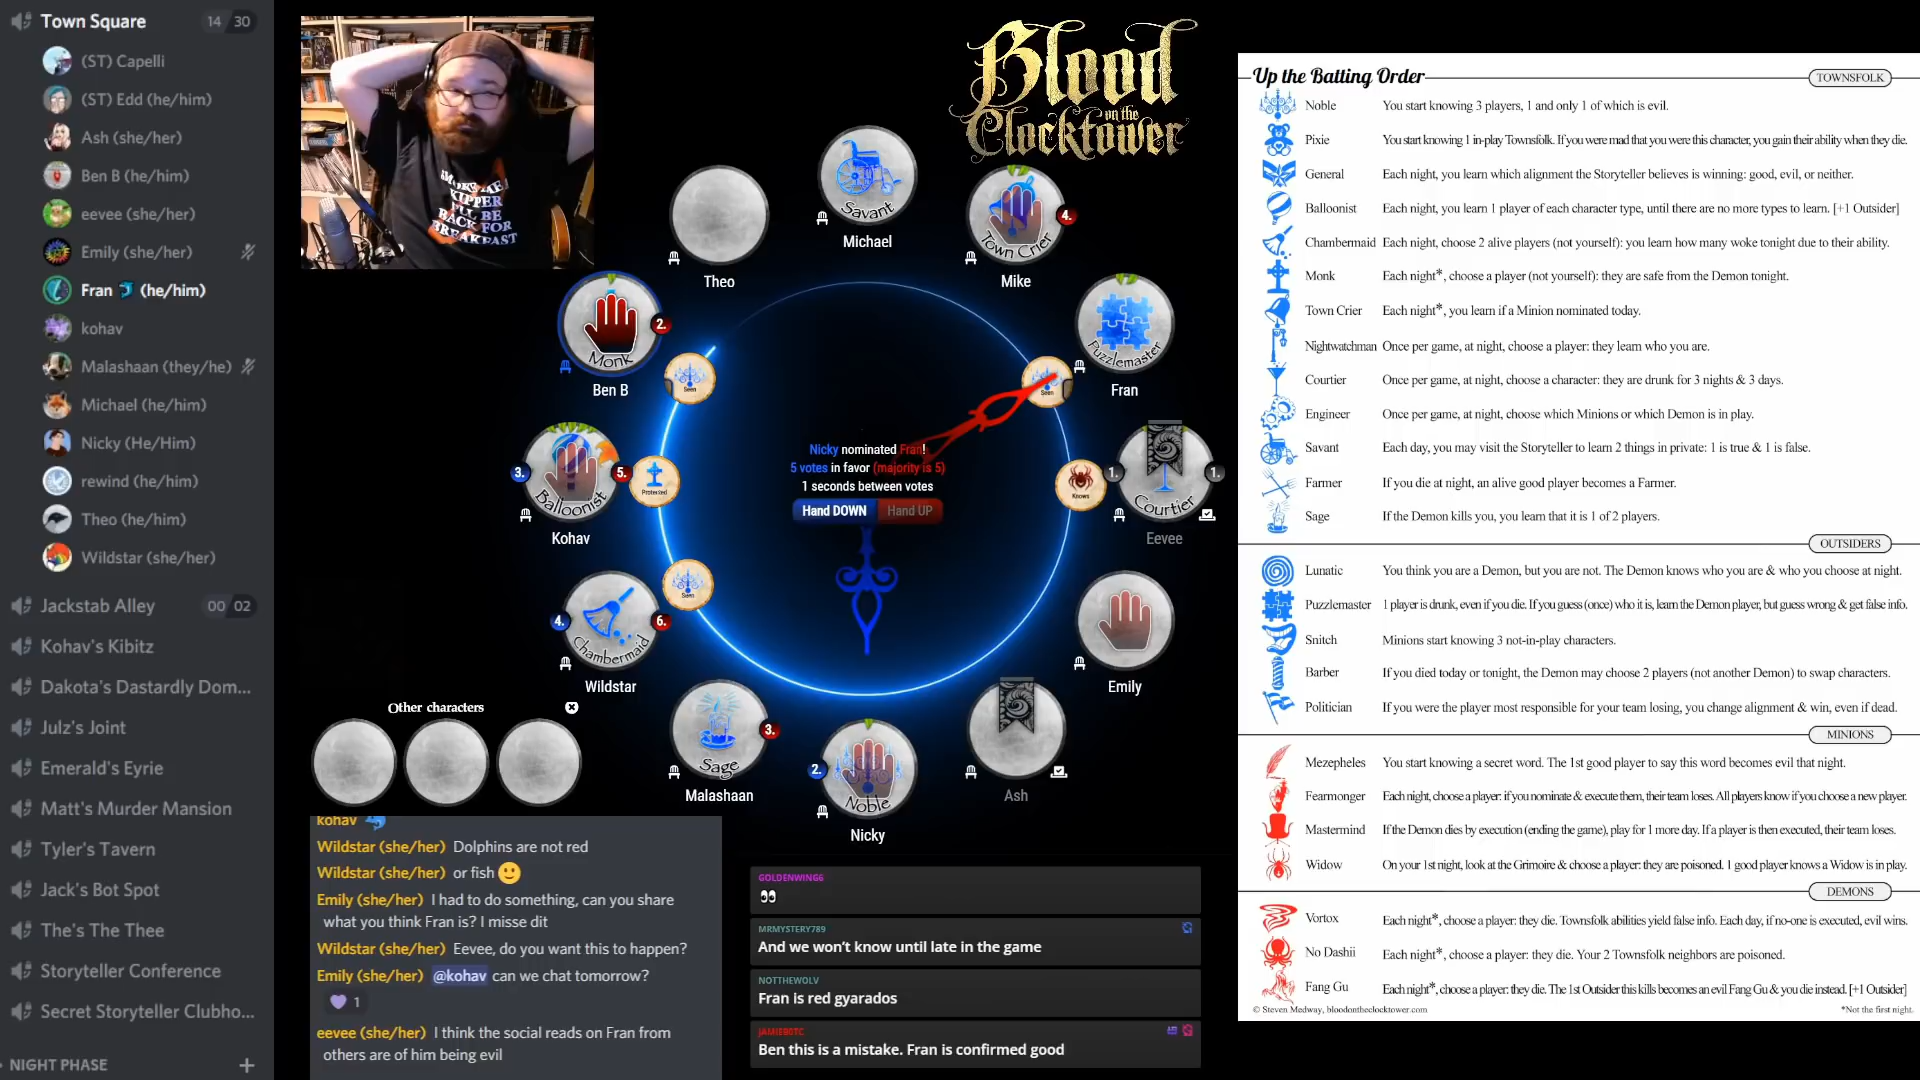 Town Square
14 30
(ST) Capelli
(ST) Edd (he/him)
Ash (she/her)
Ben B (he/him)
eevee (she/her)
Emily (she/her)
Fran (he/him)
kohav
Malashaan (they/he)
Michael (he/him)
Nicky (He/Him)
rewind (he/him)
Theo (he/him)
Wildstar (she/her)
Jackstab Alley
00 02
Kohav's Kibitz
Dakota's Dastardly Dom...
Julz's Joint
Emerald's Eyrie
Matt's Murder Mansion
Tyler's Tavern
Jack's Bot Spot
The's The Thee
Storyteller Conference
Secret Storyteller Clubho...
NIGHT PHASE
SMOKE ME A
KIPPER
I'LL BE
BACK FOR
BREAKFAST
Blood
on the
Clocktower
Savant
Michael
Theo
Town Crier
4.
Mike
Monk
2.
Ben B
Seen
Puzzlemaster
Fran
Seen
3.
Balloonist
5.
Kohav
Protected
Knows
1.
Courtier
1.
Eevee
Nicky nominated Fran!
5 votes in favor (majority is 5)
1 seconds between votes
Hand DOWN
Hand UP
4.
Chambermaid
6.
Wildstar
Seen
Emily
Sage
3.
Malashaan
2.
Noble
Nicky
Ash
Other characters
kohav
Wildstar (she/her) Dolphins are not red
Wildstar (she/her) or fish 🙂
Emily (she/her) I had to do something, can you share
what you think Fran is? I misse dit
Wildstar (she/her) Eevee, do you want this to happen?
Emily (she/her) @kohav can we chat tomorrow?
1
eevee (she/her) I think the social reads on Fran from
others are of him being evil
GOLDENWING6
👀
MRMYSTERY789
And we won't know until late in the game
NOTTHEWOLV
Fran is red gyarados
JAMIEBOTC
Ben this is a mistake. Fran is confirmed good
Up the Batting Order
TOWNSFOLK
Noble You start knowing 3 players, 1 and only 1 of which is evil.
Pixie You start knowing 1 in-play Townsfolk. If you were mad that you were this character, you gain their ability when they die.
General Each night, you learn which alignment the Storyteller believes is winning: good, evil, or neither.
Balloonist Each night, you learn 1 player of each character type, until there are no more types to learn. [+1 Outsider]
Chambermaid Each night, choose 2 alive players (not yourself): you learn how many woke tonight due to their ability.
Monk Each night*, choose a player (not yourself): they are safe from the Demon tonight.
Town Crier Each night*, you learn if a Minion nominated today.
Nightwatchman Once per game, at night, choose a player: they learn who you are.
Courtier Once per game, at night, choose a character: they are drunk for 3 nights & 3 days.
Engineer Once per game, at night, choose which Minions or which Demon is in play.
Savant Each day, you may visit the Storyteller to learn 2 things in private: 1 is true & 1 is false.
Farmer If you die at night, an alive good player becomes a Farmer.
Sage If the Demon kills you, you learn that it is 1 of 2 players.
OUTSIDERS
Lunatic You think you are a Demon, but you are not. The Demon knows who you are & who you choose at night.
Puzzlemaster 1 player is drunk, even if you die. If you guess (once) who it is, learn the Demon player, but guess wrong & get false info.
Snitch Minions start knowing 3 not-in-play characters.
Barber If you died today or tonight, the Demon may choose 2 players (not another Demon) to swap characters.
Politician If you were the player most responsible for your team losing, you change alignment & win, even if dead.
MINIONS
Mezepheles You start knowing a secret word. The 1st good player to say this word becomes evil that night.
Fearmonger Each night, choose a player: if you nominate & execute them, their team loses. All players know if you choose a new player.
Mastermind If the Demon dies by execution (ending the game), play for 1 more day. If a player is then executed, their team loses.
Widow On your 1st night, look at the Grimoire & choose a player: they are poisoned. 1 good player knows a Widow is in play.
DEMONS
Vortox Each night*, choose a player: they die. Townsfolk abilities yield false info. Each day, if no-one is executed, evil wins.
No Dashii Each night*, choose a player: they die. Your 2 Townsfolk neighbors are poisoned.
Fang Gu Each night*, choose a player: they die. The 1st Outsider this kills becomes an evil Fang Gu & you die instead. [+1 Outsider]
© Steven Medway, bloodontheclocktower.com
*Not the first night.